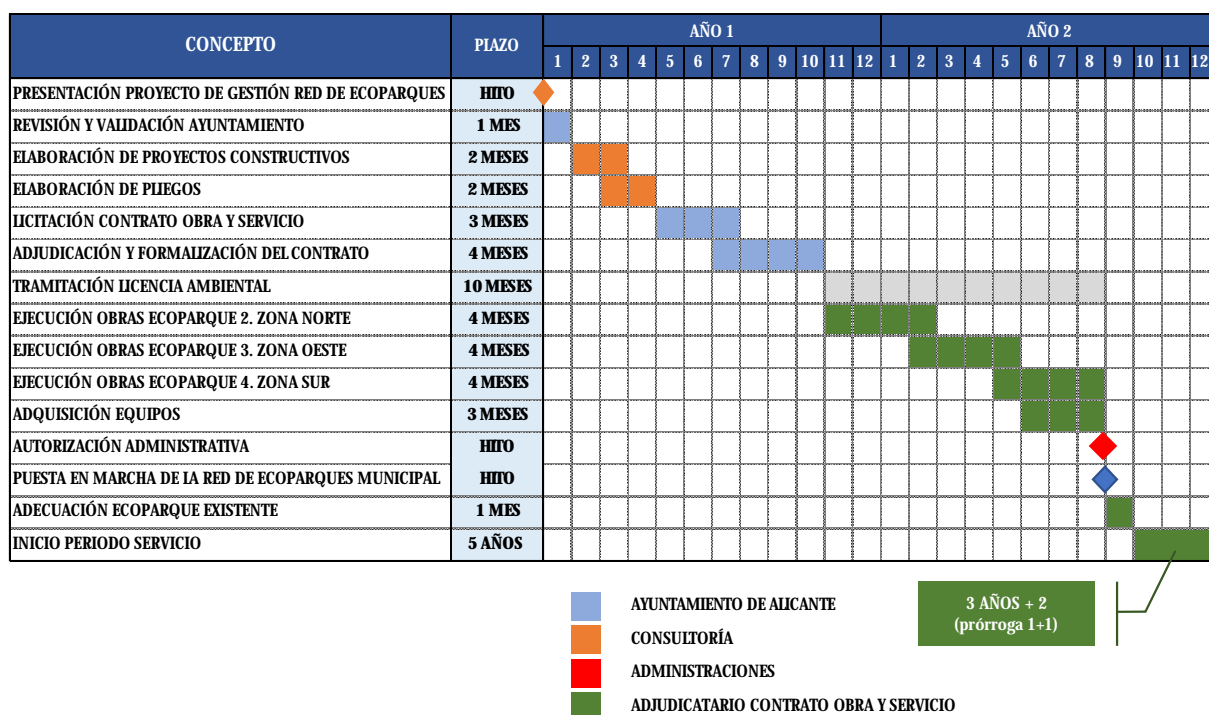 CONCEPTO PLAZO AÑO 1 AÑO 2
1 2 3 4 5 6 7 8 9 10 11 12 1 2 3 4 5 6 7 8 9 10 11 12
PRESENTACIÓN PROYECTO DE GESTIÓN RED DE ECOPARQUES HITO
REVISIÓN Y VALIDACIÓN AYUNTAMIENTO 1 MES
ELABORACIÓN DE PROYECTOS CONSTRUCTIVOS 2 MESES
ELABORACIÓN DE PLIEGOS 2 MESES
LICITACIÓN CONTRATO OBRA Y SERVICIO 3 MESES
ADJUDICACIÓN Y FORMALIZACIÓN DEL CONTRATO 4 MESES
TRAMITACIÓN LICENCIA AMBIENTAL 10 MESES
EJECUCIÓN OBRAS ECOPARQUE 2. ZONA NORTE 4 MESES
EJECUCIÓN OBRAS ECOPARQUE 3. ZONA OESTE 4 MESES
EJECUCIÓN OBRAS ECOPARQUE 4. ZONA SUR 4 MESES
ADQUISICIÓN EQUIPOS 3 MESES
AUTORIZACIÓN ADMINISTRATIVA HITO
PUESTA EN MARCHA DE LA RED DE ECOPARQUES MUNICIPAL HITO
ADECUACIÓN ECOPARQUE EXISTENTE 1 MES
INICIO PERIODO SERVICIO 5 AÑOS
AYUNTAMIENTO DE ALICANTE
CONSULTORÍA
ADMINISTRACIONES
ADJUDICATARIO CONTRATO OBRA Y SERVICIO
3 AÑOS + 2
(prórroga 1+1)